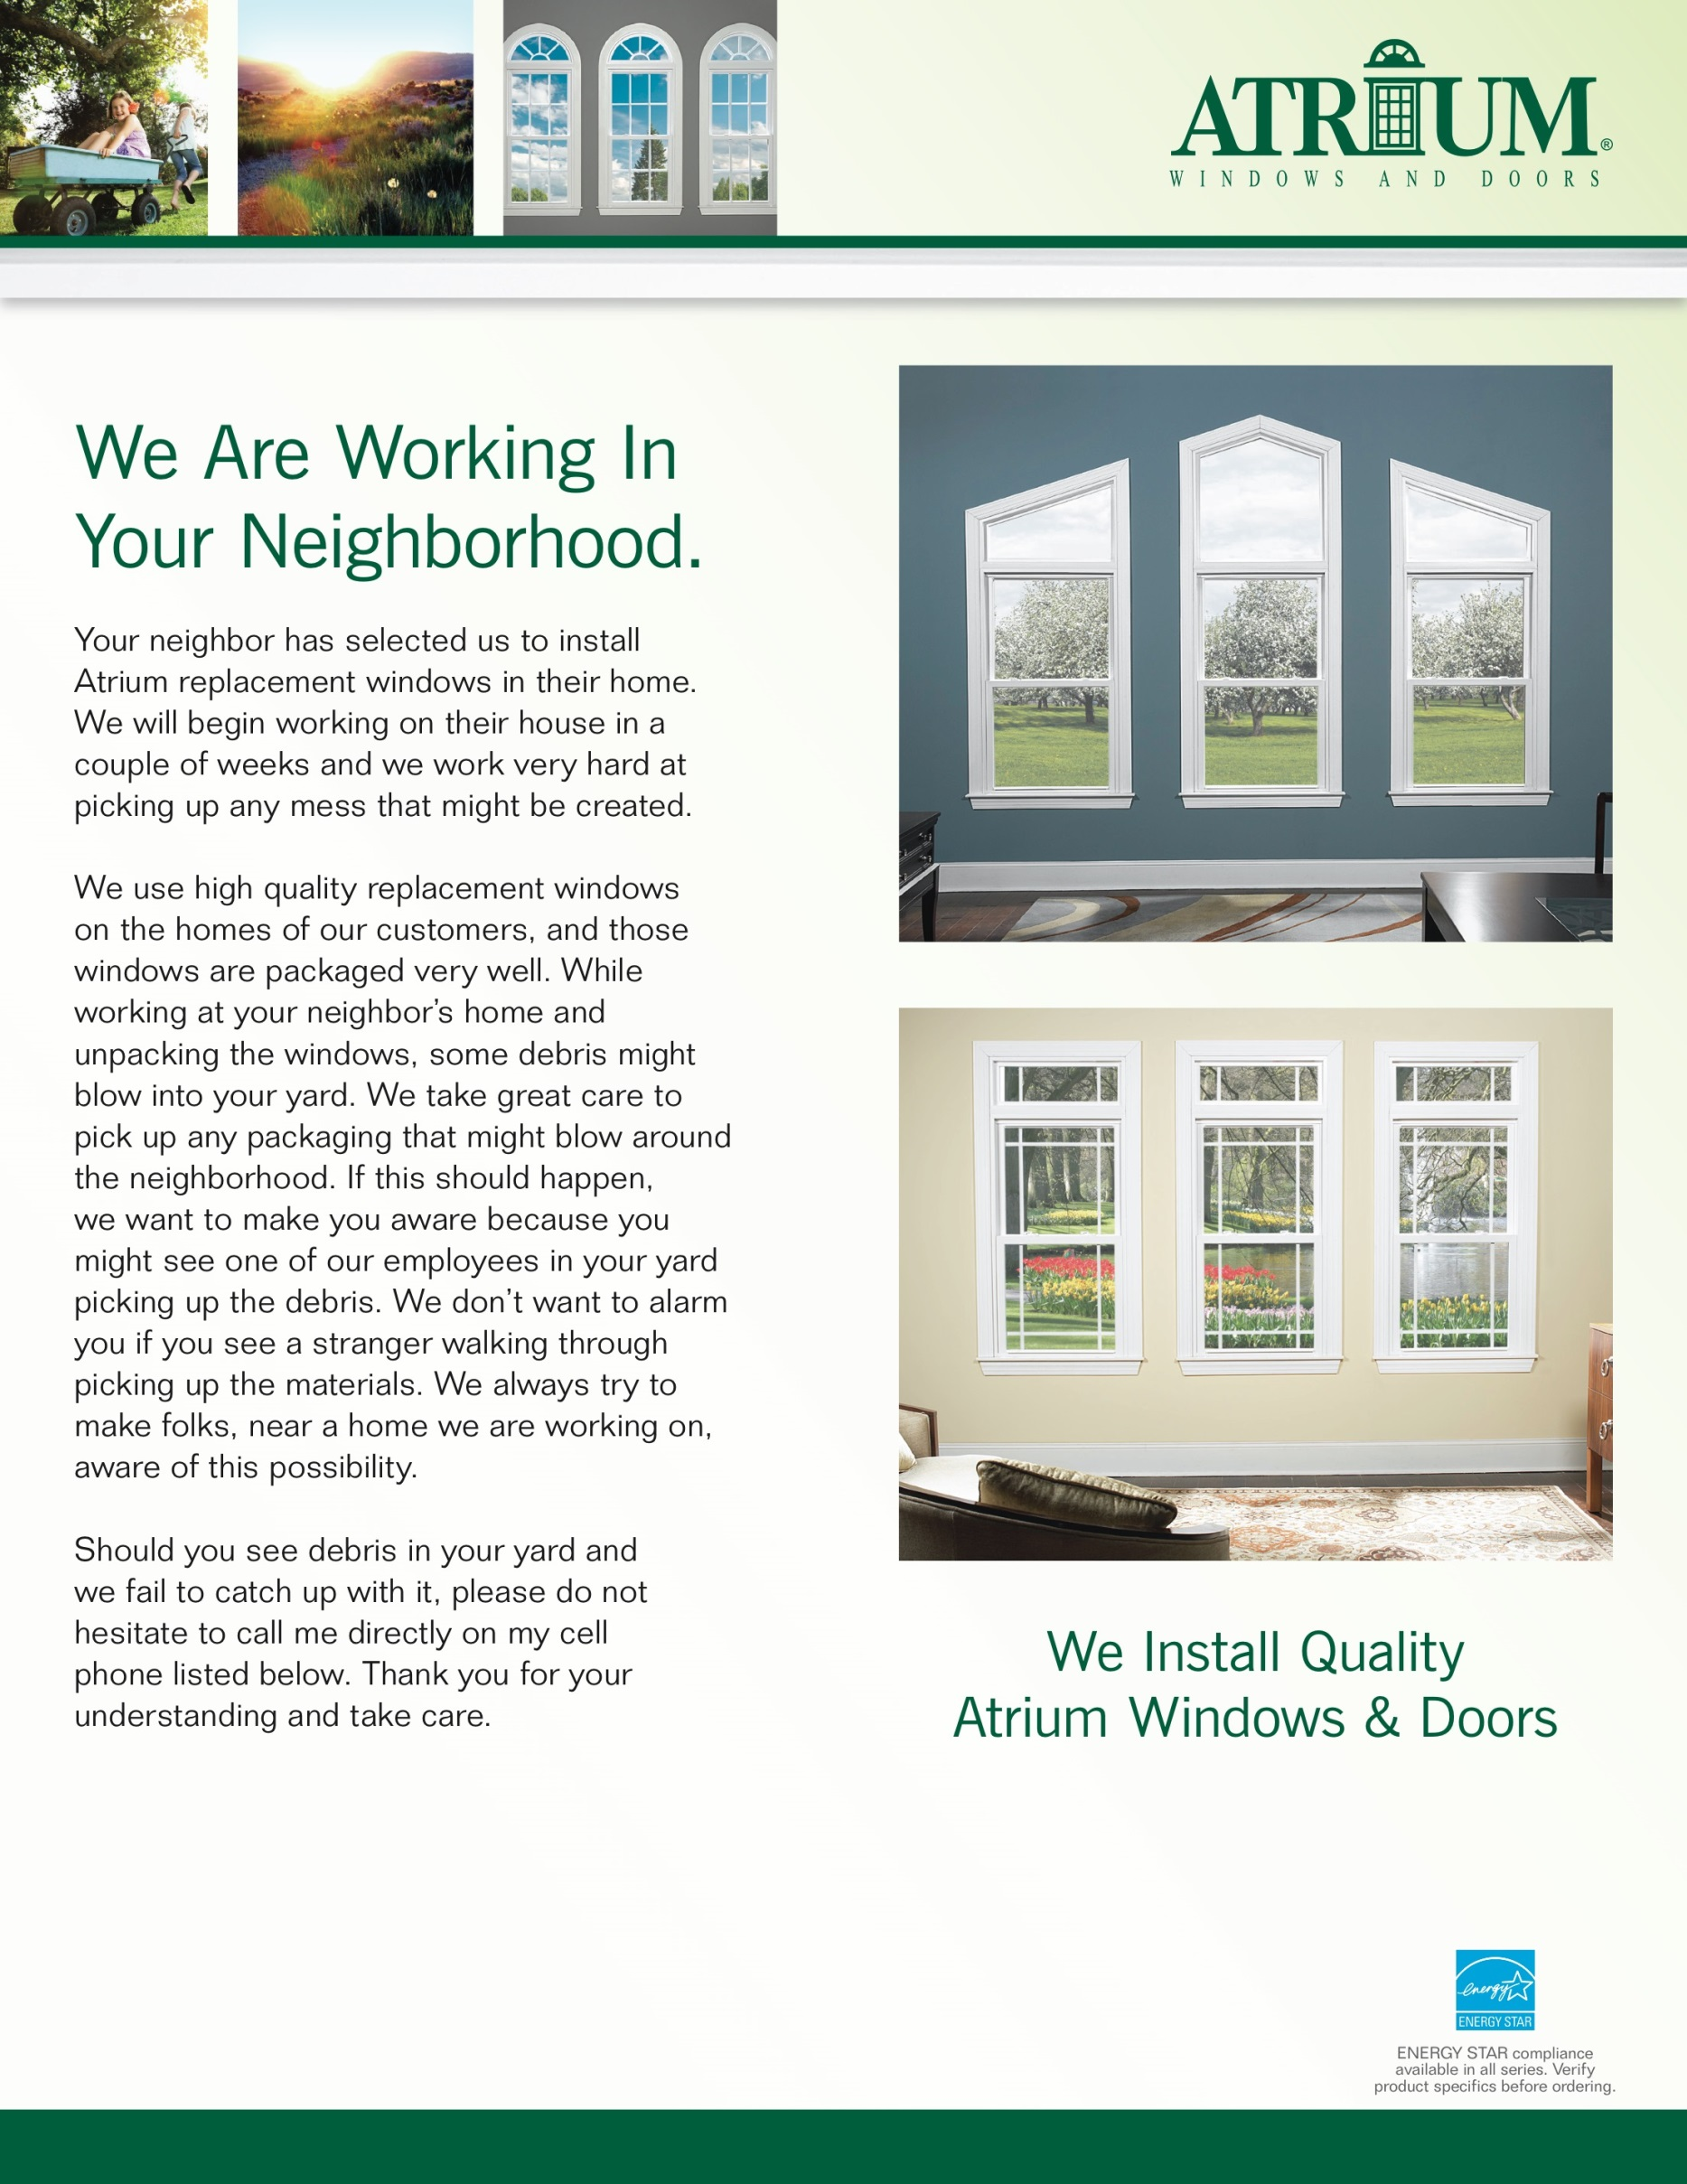 ATRIUM®
WINDOWS AND DOORS
We Are Working In
Your Neighborhood.
Your neighbor has selected us to install
Atrium replacement windows in their home.
We will begin working on their house in a
couple of weeks and we work very hard at
picking up any mess that might be created.
We use high quality replacement windows
on the homes of our customers, and those
windows are packaged very well. While
working at your neighbor’s home and
unpacking the windows, some debris might
blow into your yard. We take great care to
pick up any packaging that might blow around
the neighborhood. If this should happen,
we want to make you aware because you
might see one of our employees in your yard
picking up the debris. We don’t want to alarm
you if you see a stranger walking through
picking up the materials. We always try to
make folks, near a home we are working on,
aware of this possibility.
Should you see debris in your yard and
we fail to catch up with it, please do not
hesitate to call me directly on my cell
phone listed below. Thank you for your
understanding and take care.
We Install Quality
Atrium Windows & Doors
energy
ENERGY STAR
ENERGY STAR compliance
available in all series. Verify
product specifics before ordering.